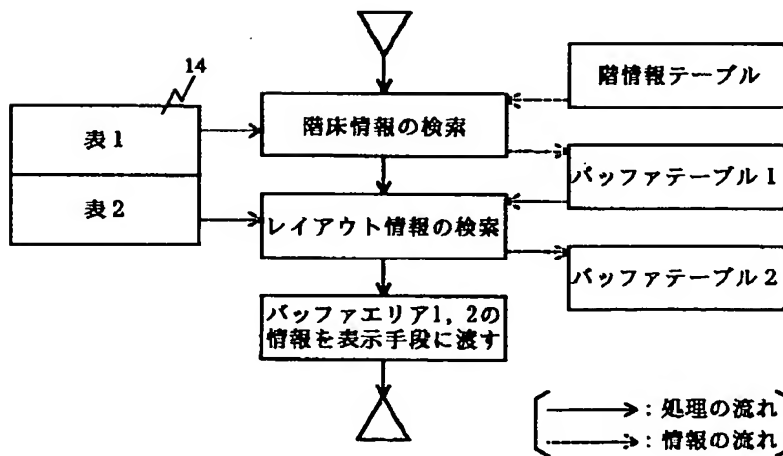 14
階情報テーブル
表1
階床情報の検索
バッファテーブル1
表2
レイアウト情報の検索
バッファテーブル2
バッファエリア1, 2の
情報を表示手段に渡す
: 処理の流れ
: 情報の流れ